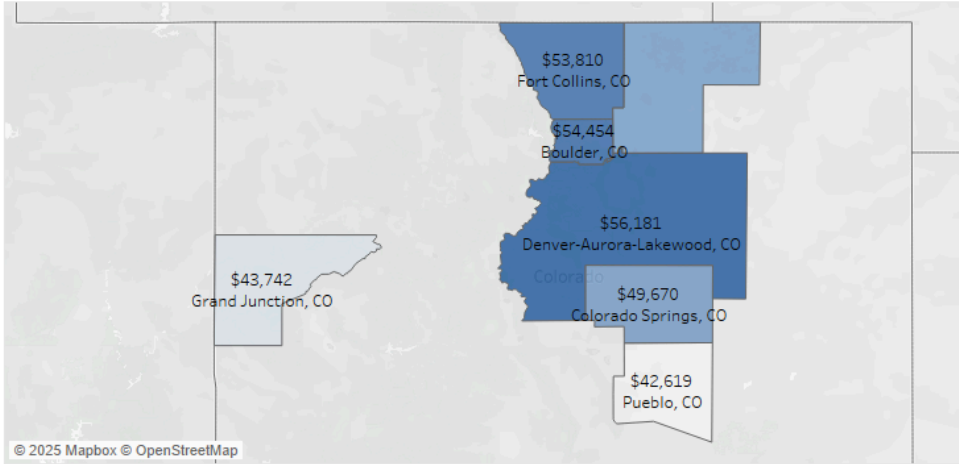 $53,810
Fort Collins, CO
$54,454
Boulder, CO
$56,181
Denver-Aurora-Lakewood, CO
Colorado
$43,742
Grand Junction, CO
$49,670
Colorado Springs, CO
$42,619
Pueblo, CO
© 2025 Mapbox © OpenStreetMap